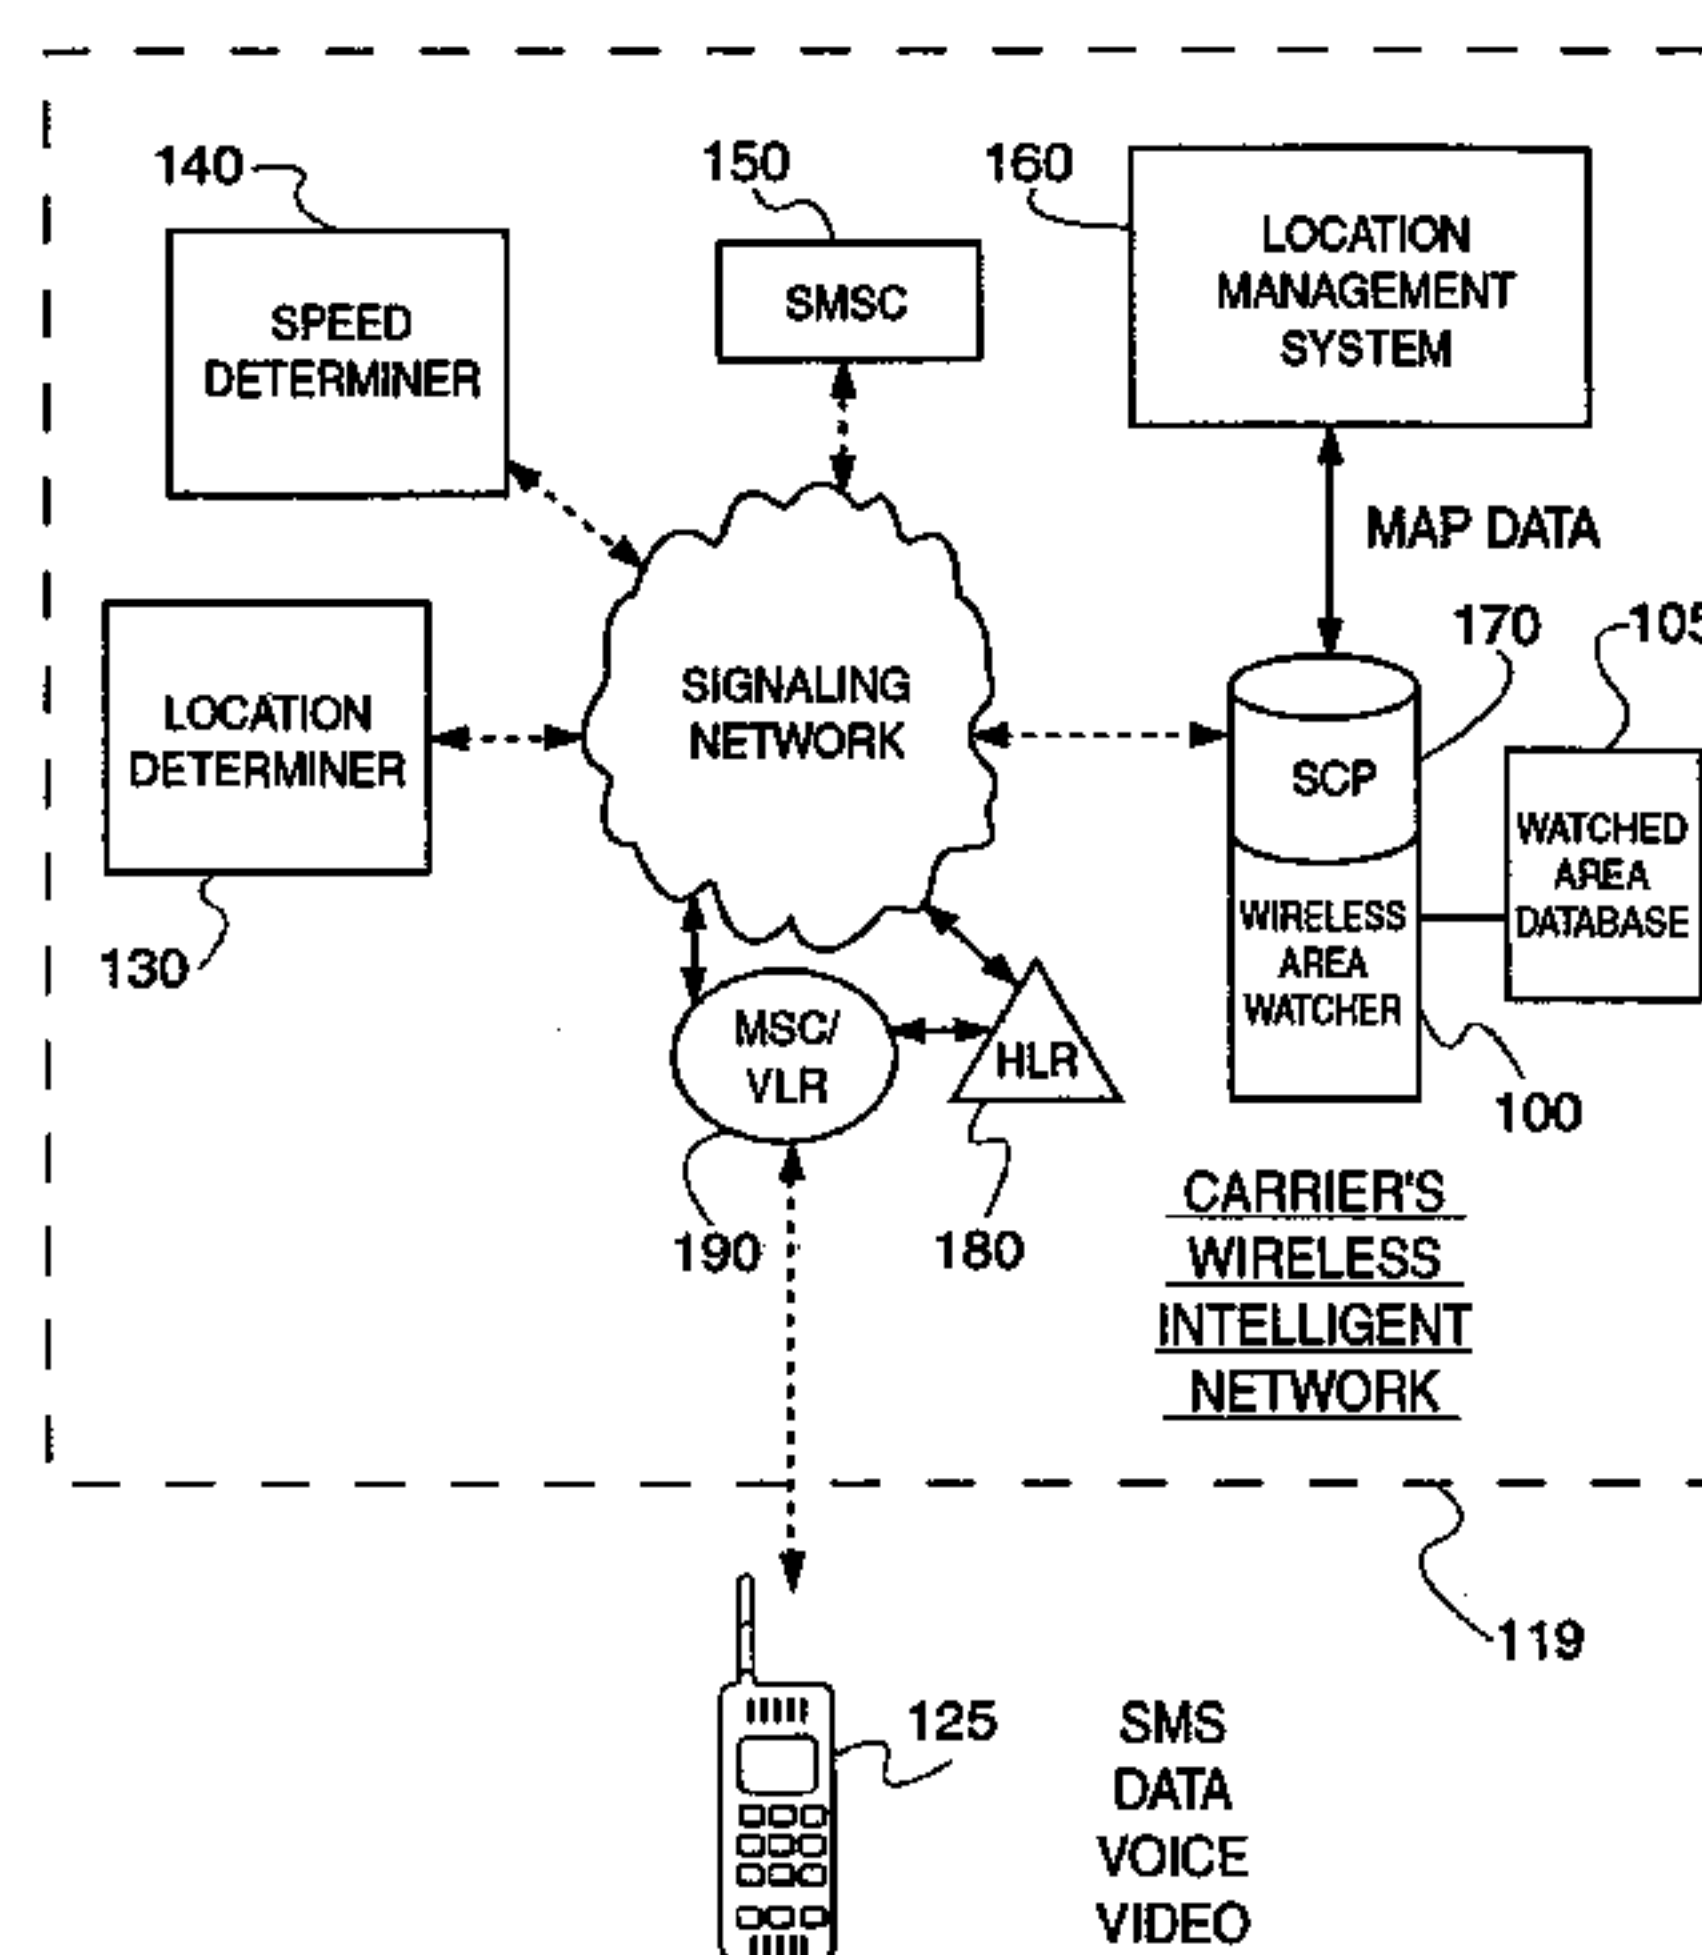 140
150
160
SPEED
DETERMINER
SMSC
LOCATION
MANAGEMENT
SYSTEM
MAP DATA
170
105
LOCATION
DETERMINER
SIGNALING
NETWORK
SCP
WATCHED
AREA
DATABASE
WIRELESS
AREA
WATCHER
130
MSC/
VLR
HLR
100
190
180
CARRIER'S
WIRELESS
INTELLIGENT
NETWORK
119
125
SMS
DATA
VOICE
VIDEO